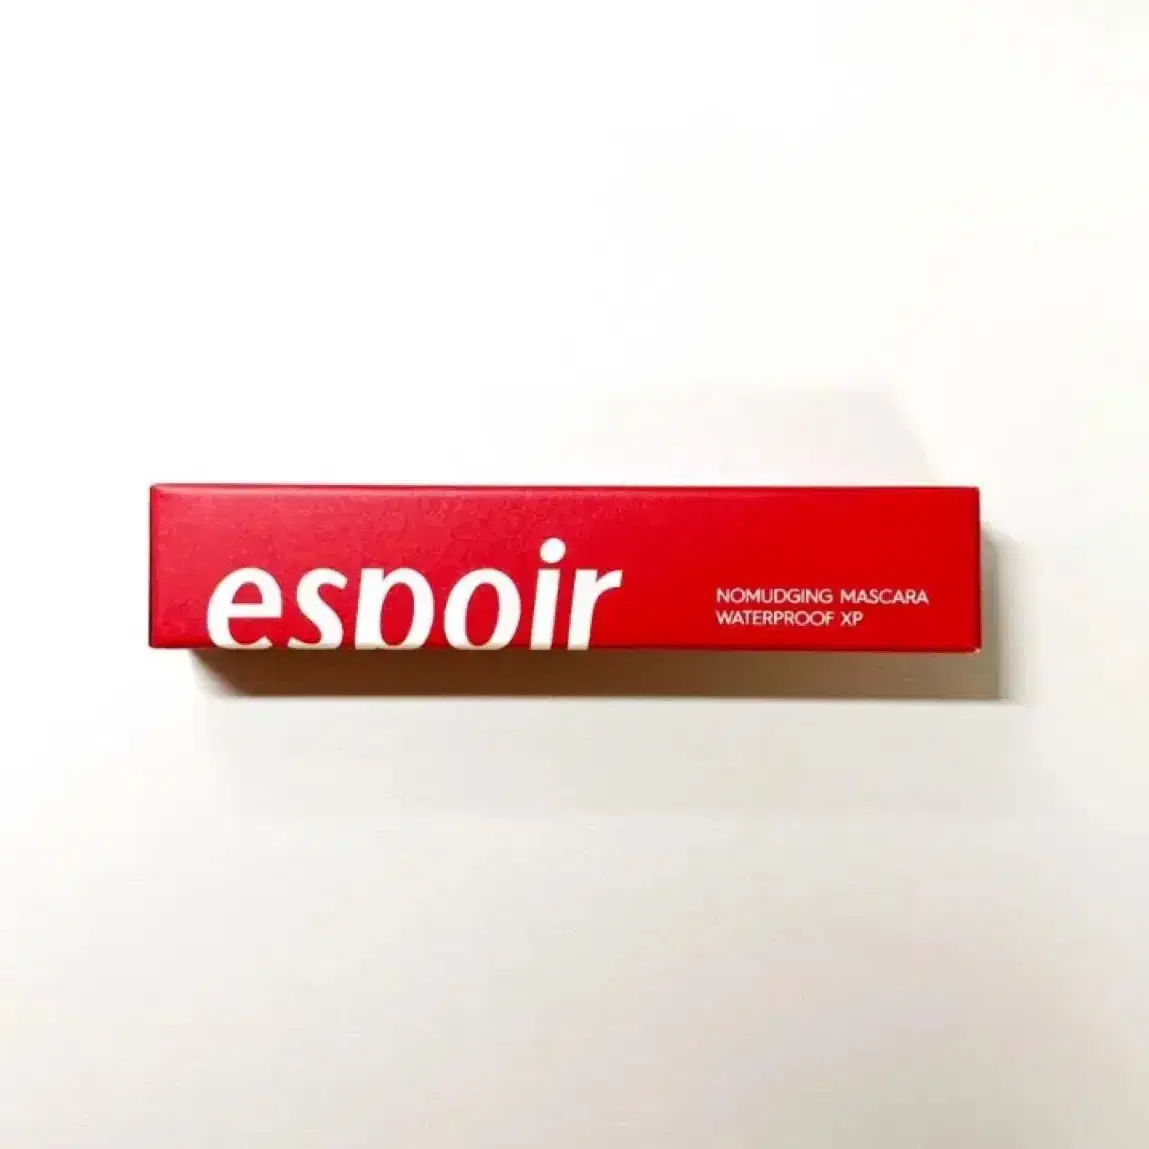 espoir
NOMUDGING MASCARA
WATERPROOF XP